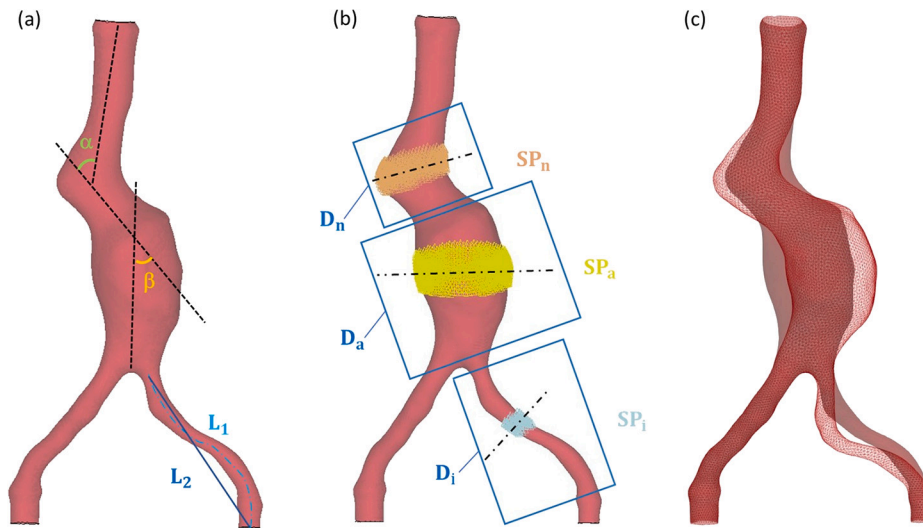 (a)
α
β
L₁
L₂
(b)
SPₙ
Dₙ
SPₐ
Dₐ
SPᵢ
Dᵢ
(c)